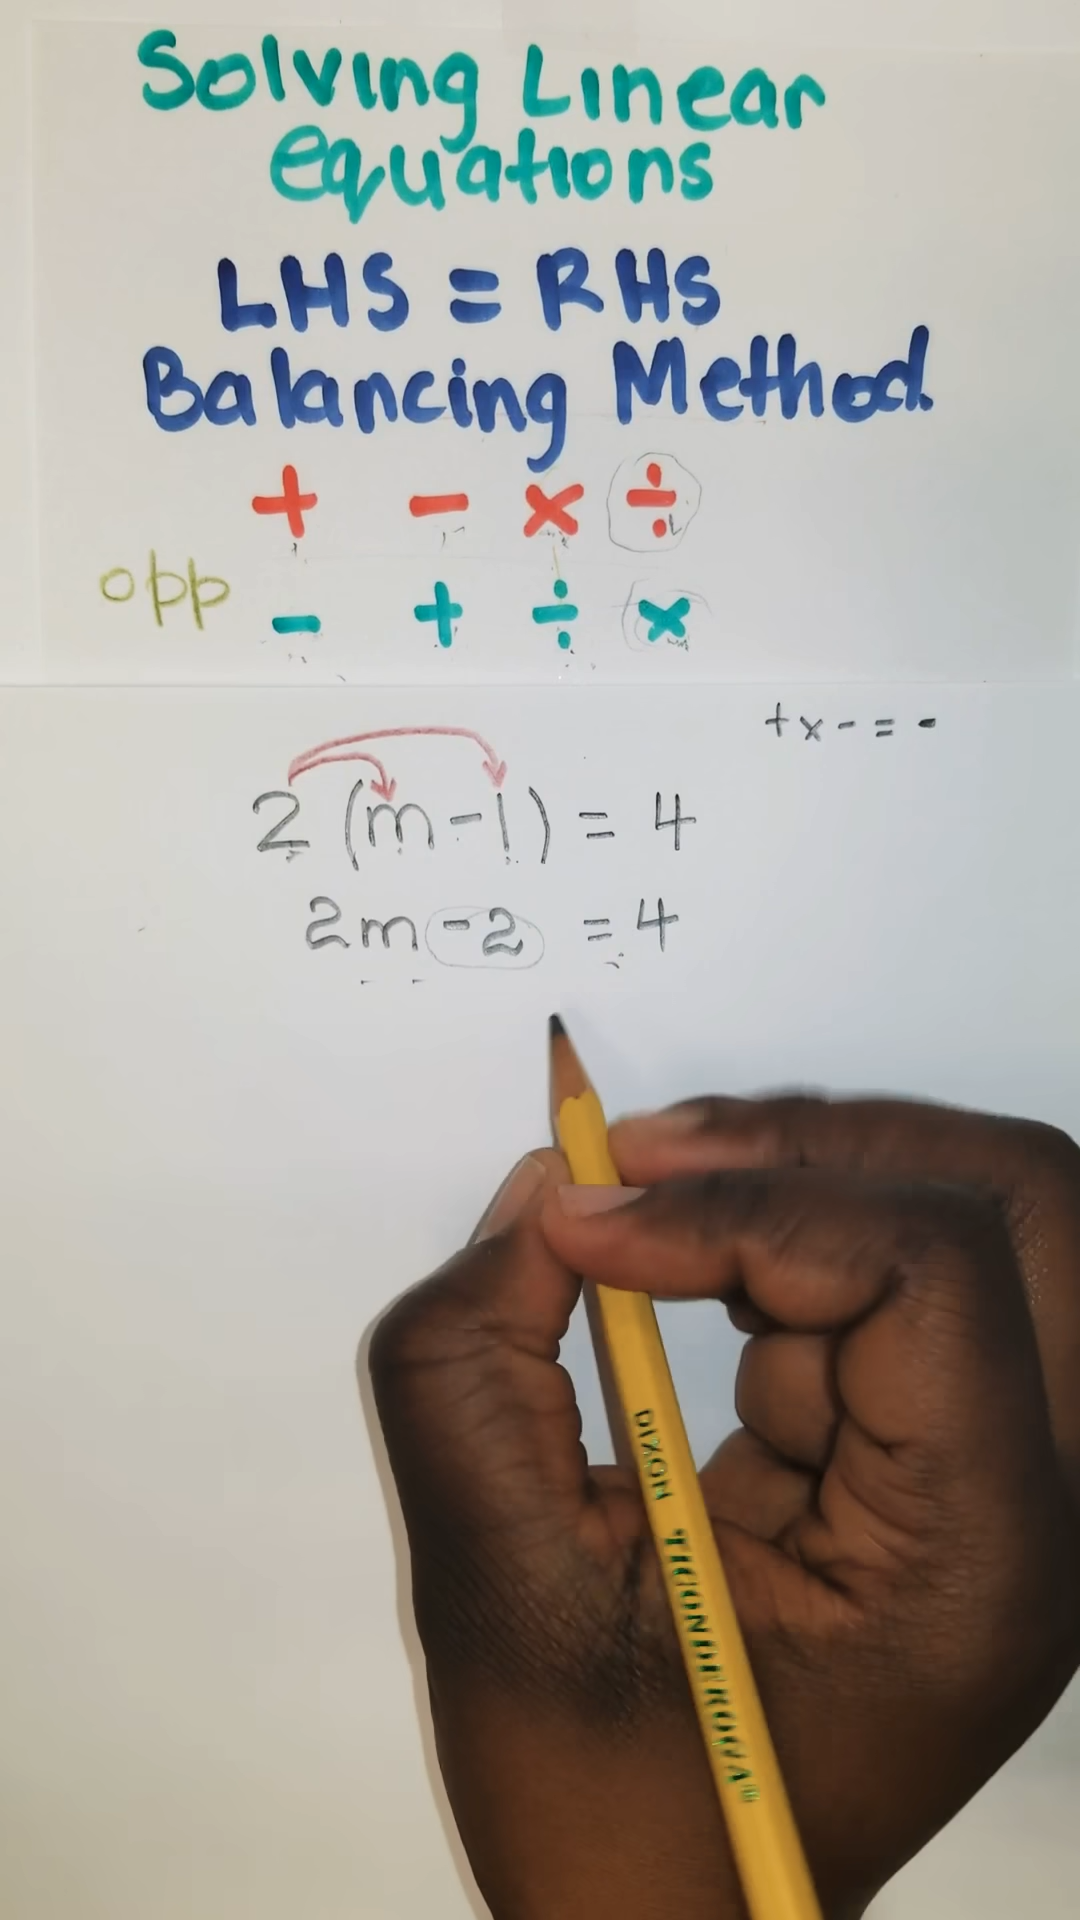 Solving Linear
equations
LHS = RHS
Balancing Method.
+ - × ÷
opp - + ÷ ×
+ x - = -
2 (m - 1) = 4
2m - 2 = 4
DIXON TICONDEROGA®